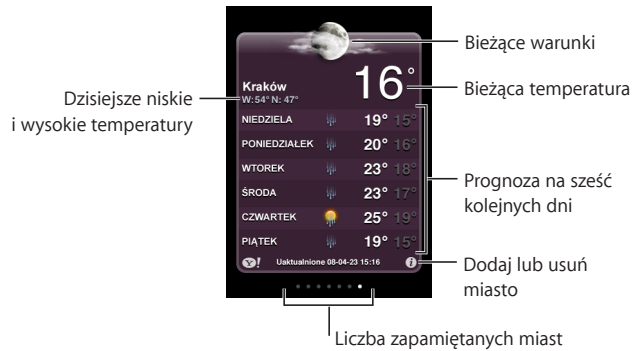 Bieżące warunki
16°
Kraków
W:54° N: 47°
Bieżąca temperatura
Dzisiejsze niskie
i wysokie temperatury
NIEDZIELA 19° 15°
PONIEDZIAŁEK 20° 16°
WTOREK 23° 18°
ŚRODA 23° 17°
CZWARTEK 25° 19°
PIĄTEK 19° 15°
Prognoza na sześć
kolejnych dni
Y! Uaktualnione 08-04-23 15:16 i
Dodaj lub usuń
miasto
Liczba zapamiętanych miast